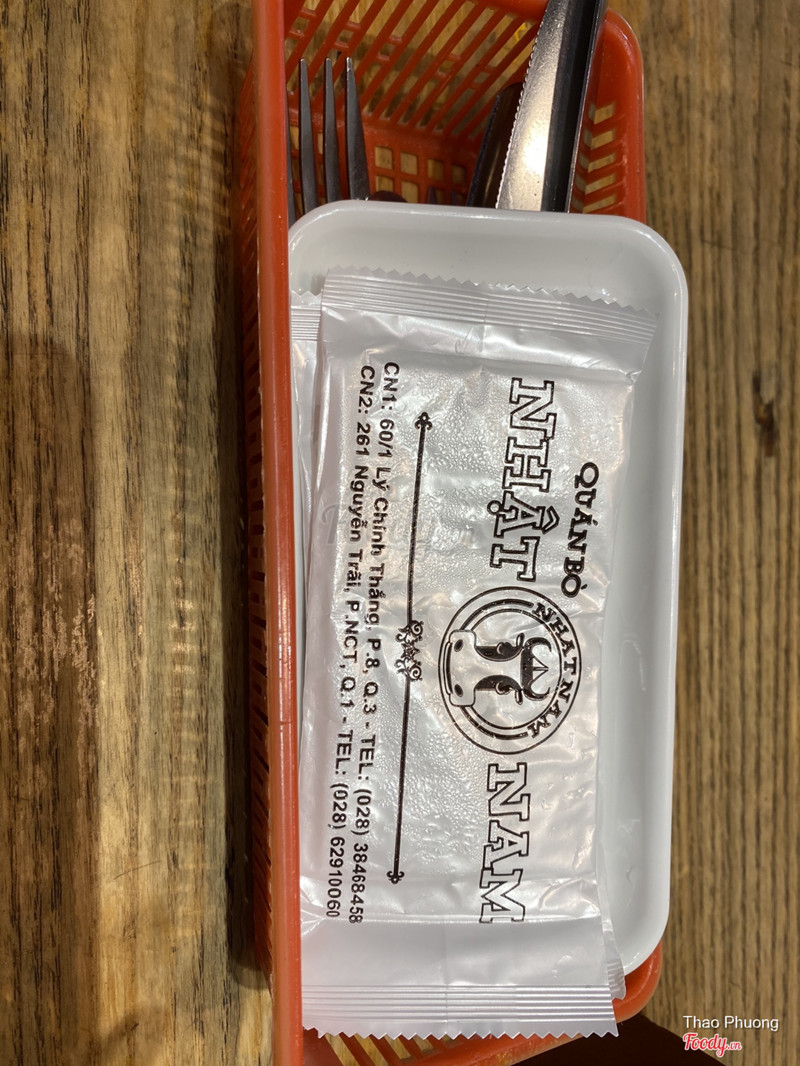 QUÁN BÒ
NHẬT NAM
NHẬT NAM
CN1: 60/1 Lý Chính Thắng, P.8, Q.3 - TEL: (028) 38468458
CN2: 261 Nguyễn Trãi, P.NCT, Q.1 - TEL: (028) 62910060
Thao Phuong
Foody.vn